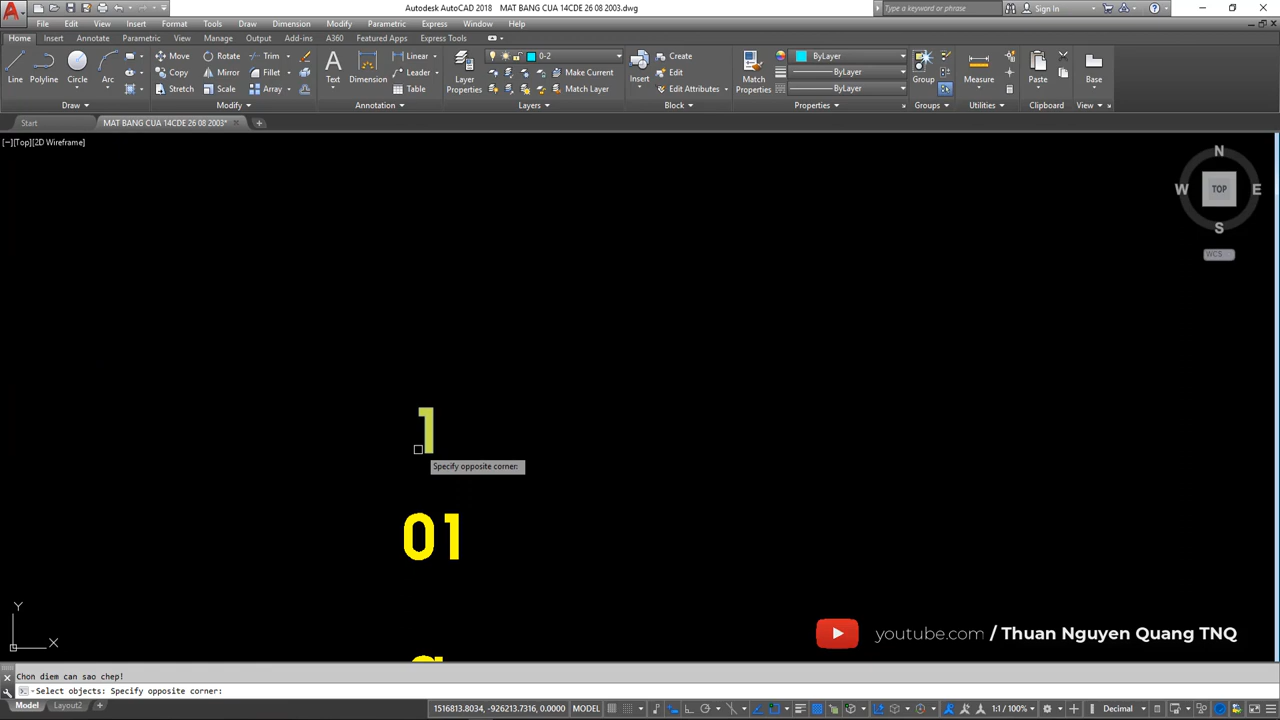 Autodesk AutoCAD 2018 MAT BANG CUA 14CDE 26 08 2003.dwg
Type a keyword or phrase
Sign In
File Edit View Insert Format Tools Draw Dimension Modify Parametric Express Window Help
Home Insert Annotate Parametric View Manage Output Add-ins A360 Featured Apps Express Tools
Line
Polyline
Circle
Arc
Draw
Move
Rotate
Trim
Copy
Mirror
Fillet
Stretch
Scale
Array
Modify
Text
Dimension
Linear
Leader
Table
Annotation
Layer
Properties
0-2
Make Current
Match Layer
Layers
Insert
Create
Edit
Edit Attributes
Block
Match
Properties
ByLayer
ByLayer
ByLayer
Properties
Group
Groups
Measure
Utilities
Paste
Clipboard
Base
View
Start
MAT BANG CUA 14CDE 26 08 2003*
[−][Top][2D Wireframe]
N
W
TOP
E
S
WCS
1
Specify opposite corner:
01
Y
X
youtube.com / Thuan Nguyen Quang TNQ
Chon diem can sao chep!
Select objects: Specify opposite corner:
Model
Layout2
1516813.8034, -926213.7316, 0.0000
MODEL
1:1 / 100%
Decimal